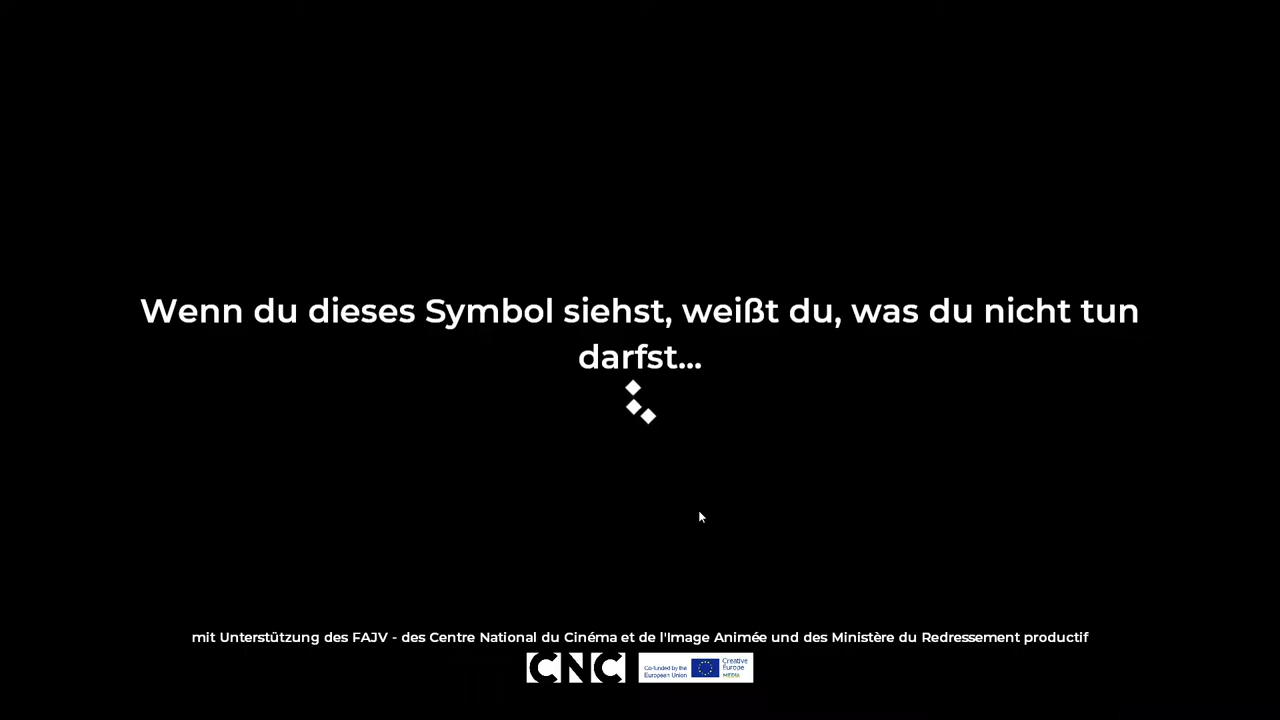 Wenn du dieses Symbol siehst, weißt du, was du nicht tun
darfst...
mit Unterstützung des FAJV - des Centre National du Cinéma et de l'Image Animée und des Ministère du Redressement productif
CNC
Co-funded by the
European Union
Creative
Europe
MEDIA